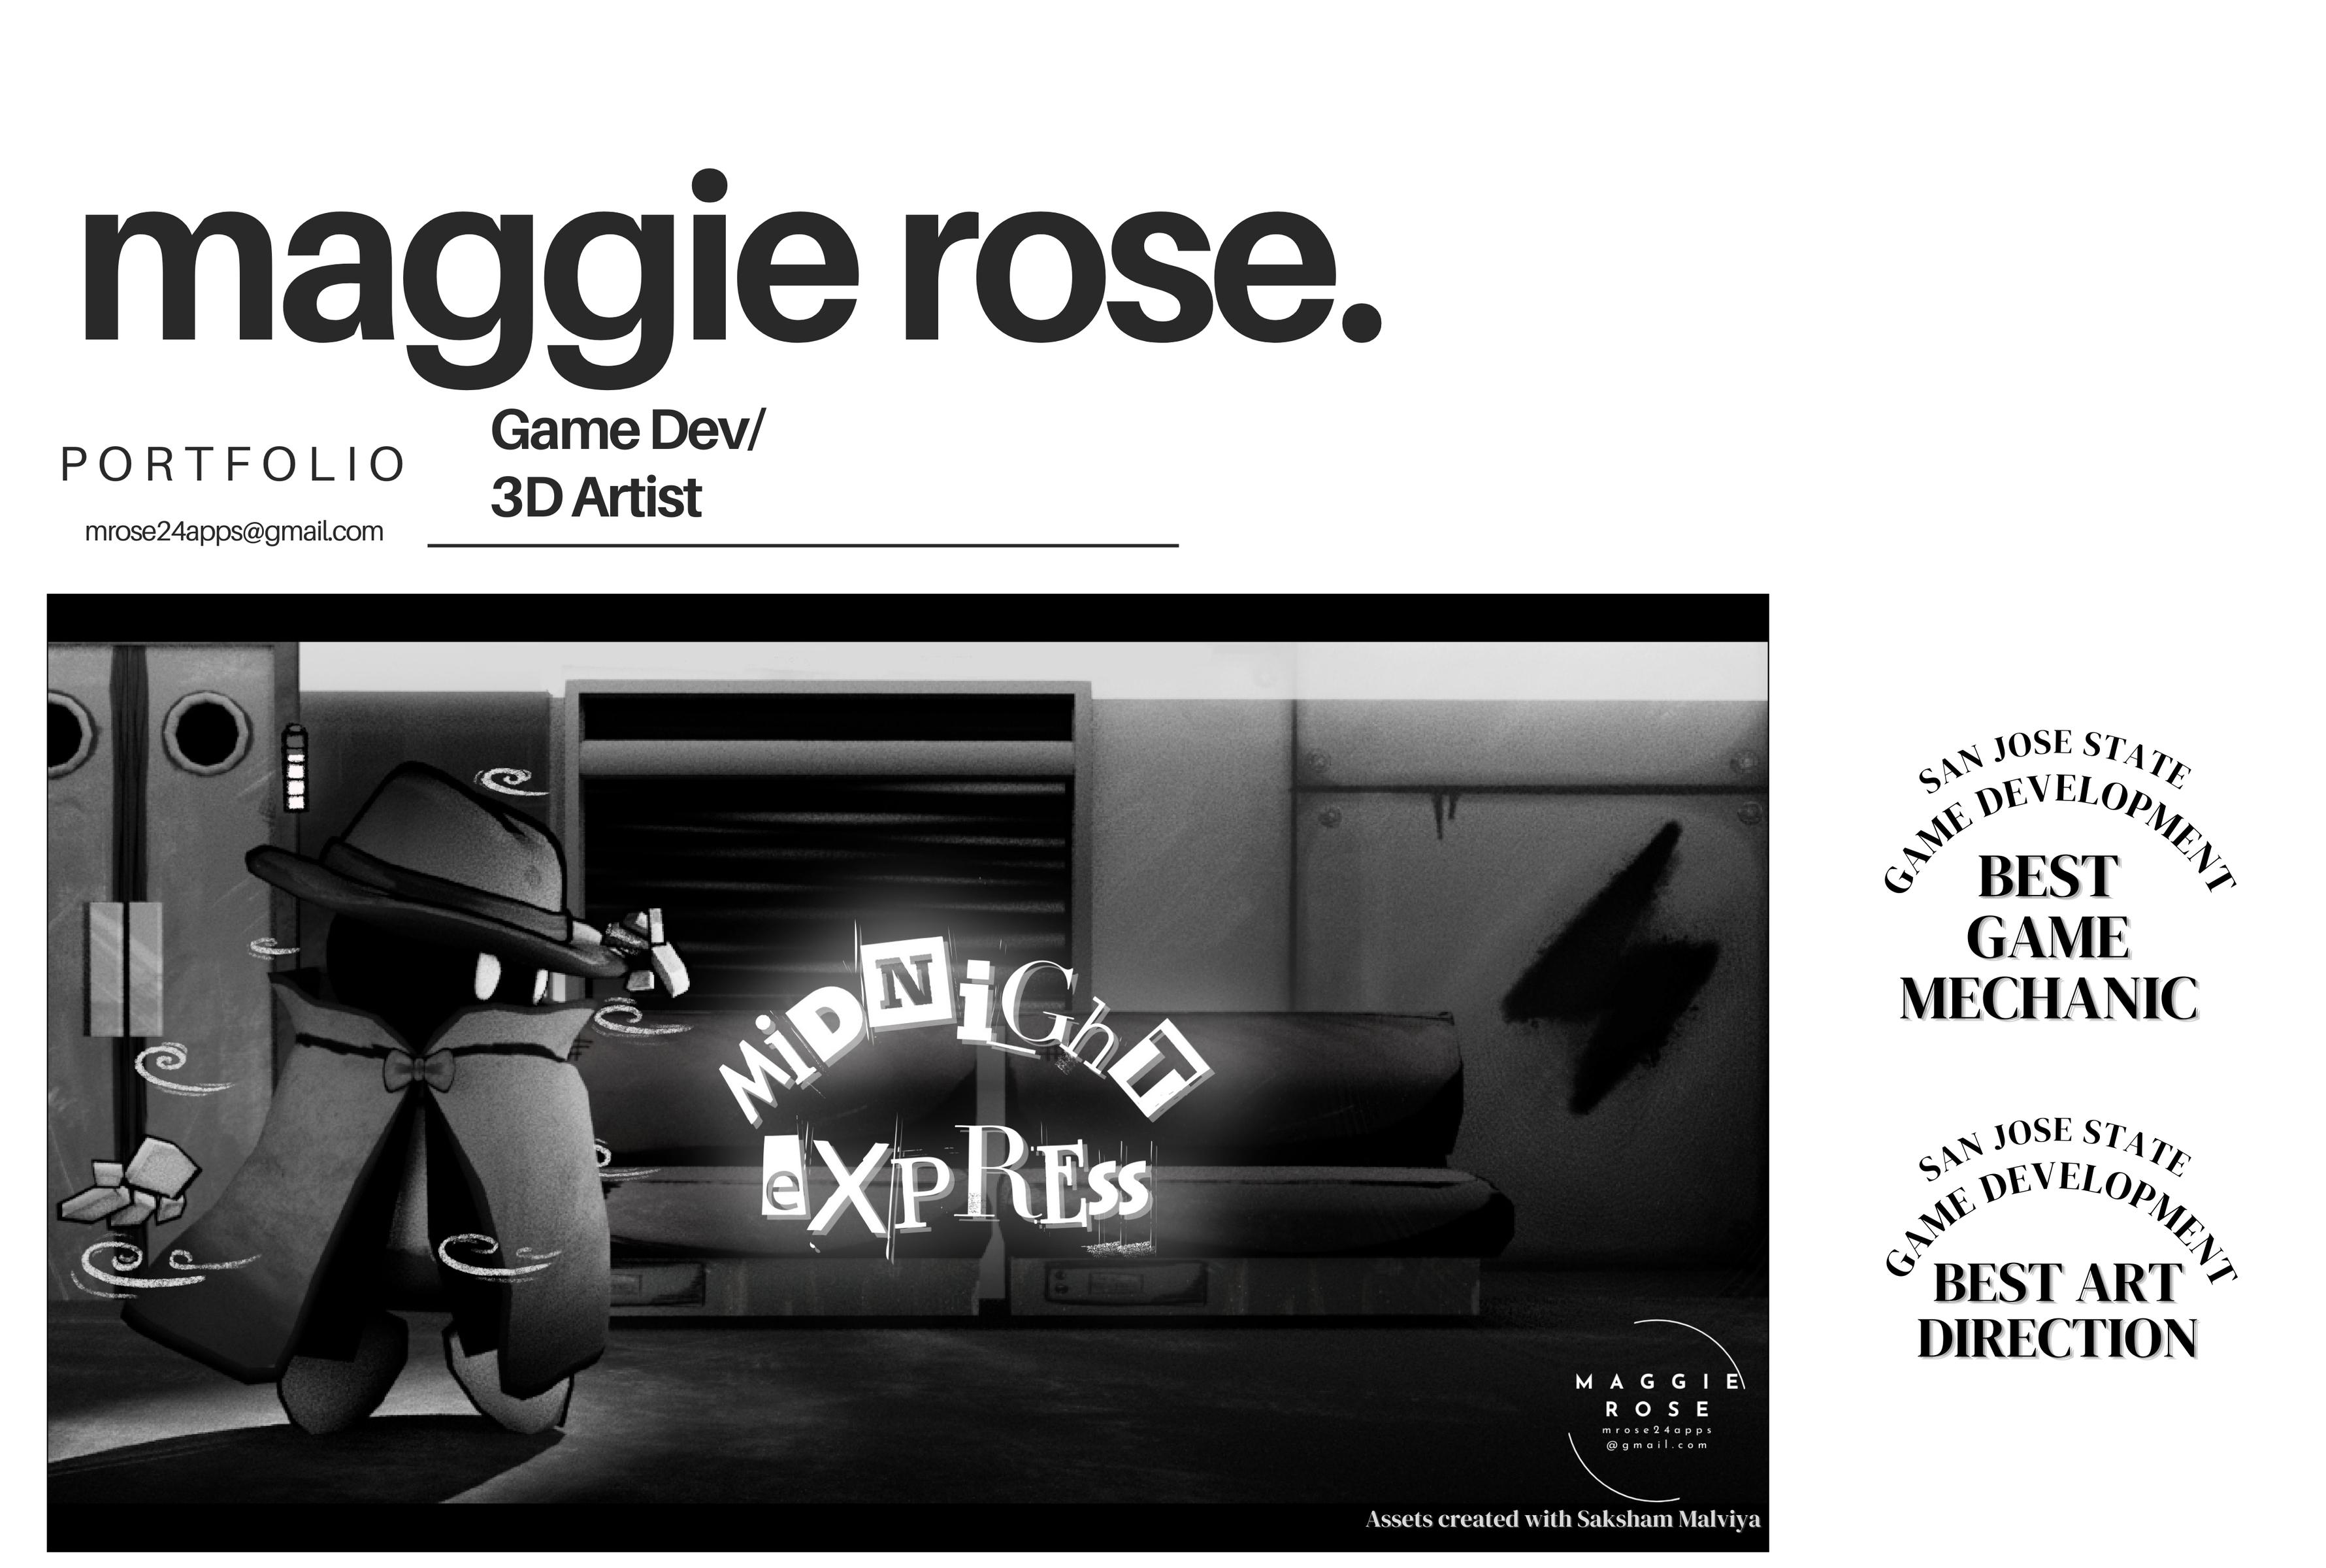 maggie rose.
Game Dev/
PORTFOLIO
3D Artist
mrose24apps@gmail.com
MiDNiGhT
eXPREss
SAN JOSE STATE
GAME DEVELOPMENT
BEST
GAME
MECHANIC
SAN JOSE STATE
GAME DEVELOPMENT
BEST ART
DIRECTION
MAGGIE
ROSE
mrose24apps
@gmail.com
Assets created with Saksham Malviya